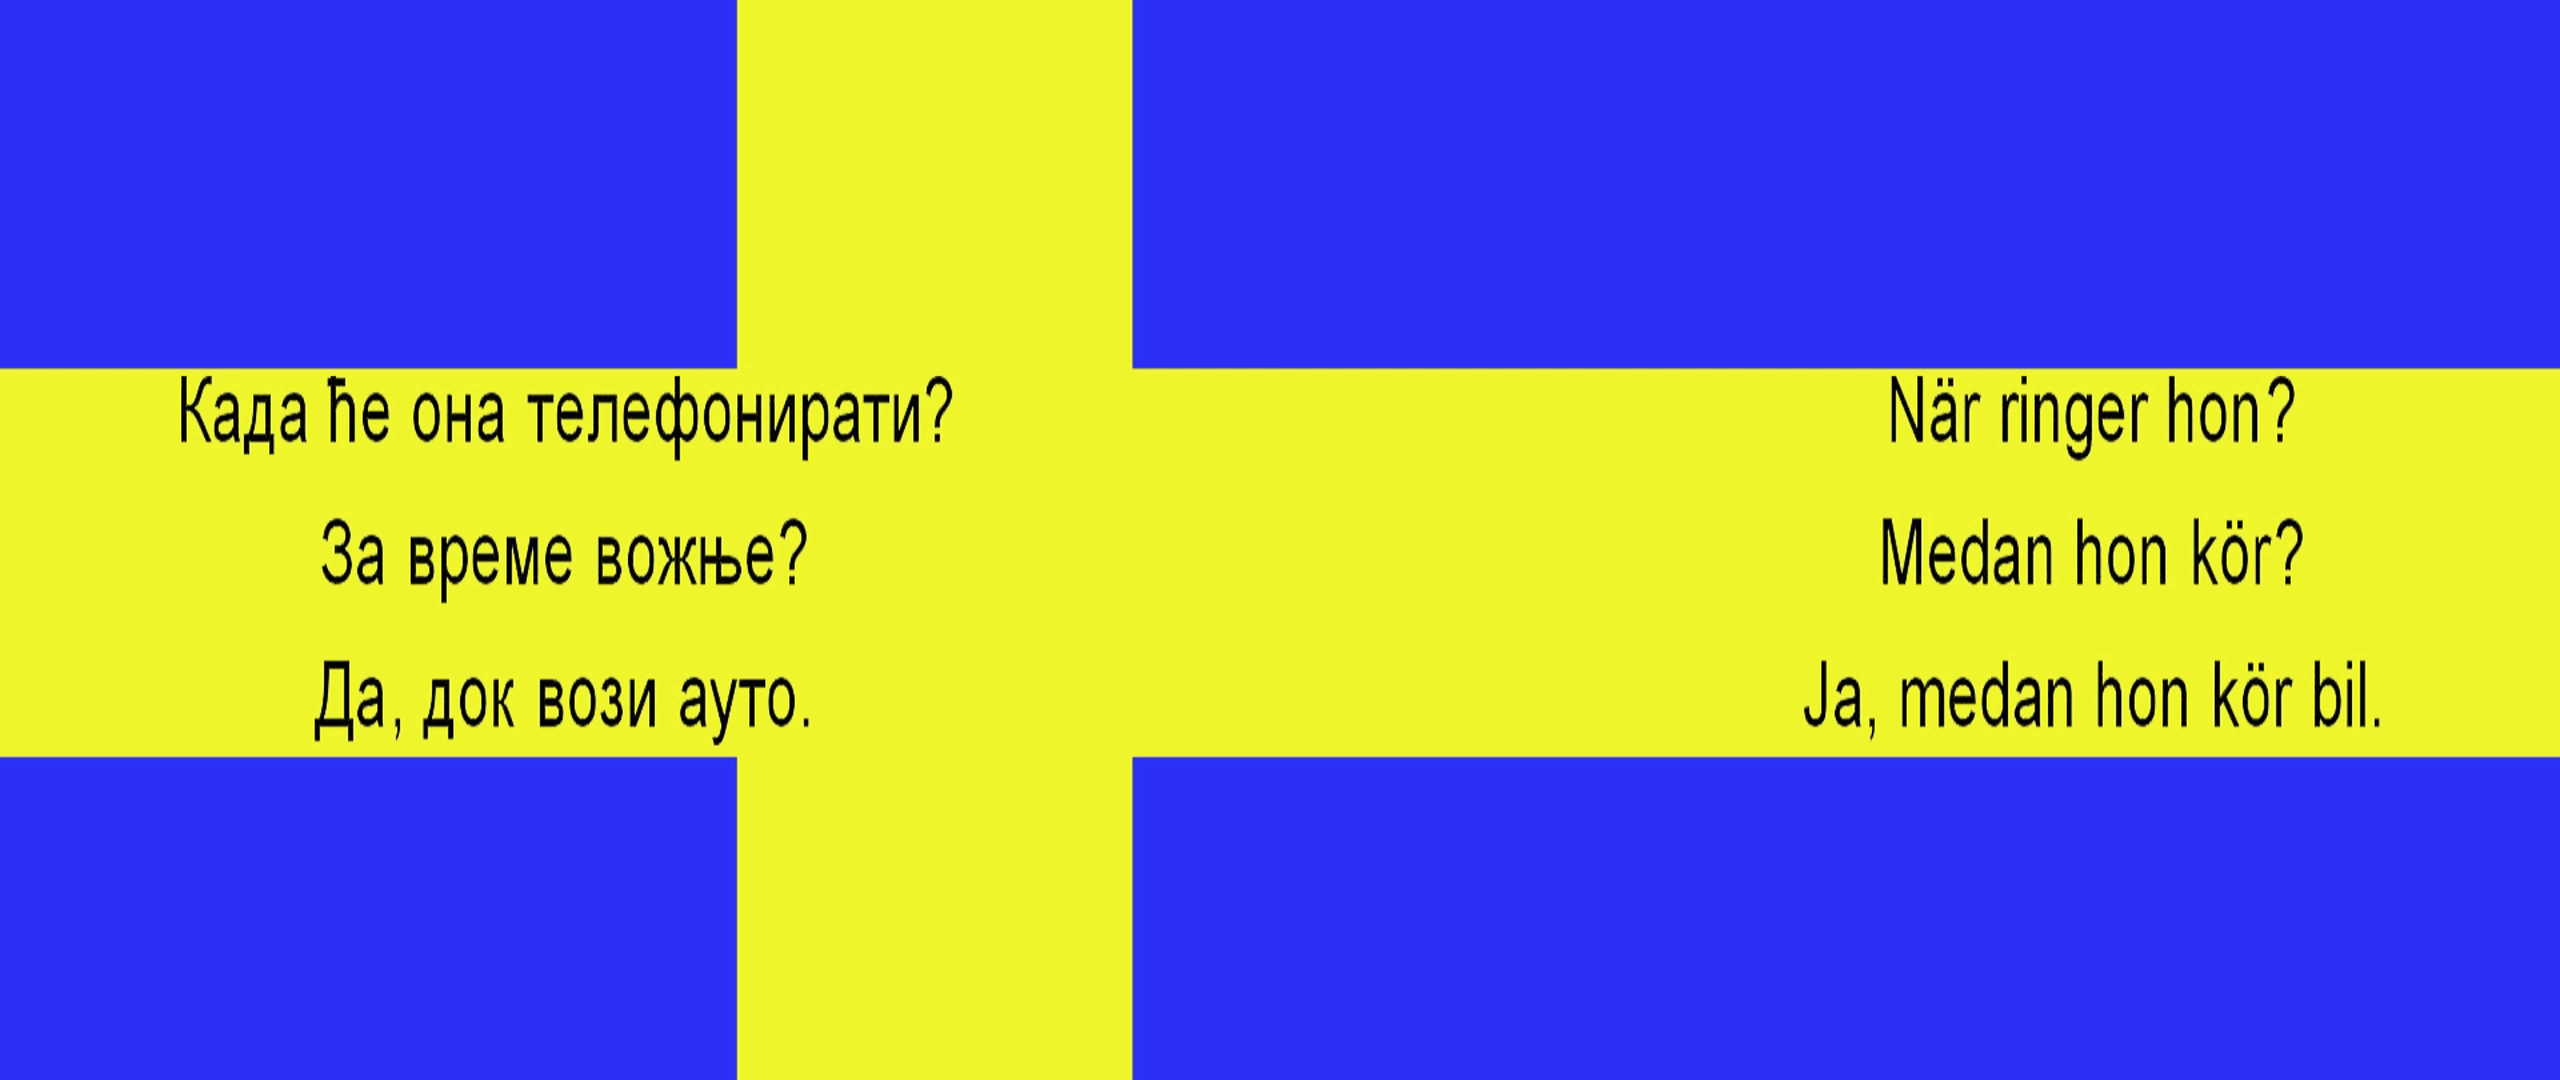 Када ће она телефонирати?
När ringer hon?
За време вожње?
Medan hon kör?
Да, док вози ауто.
Ja, medan hon kör bil.